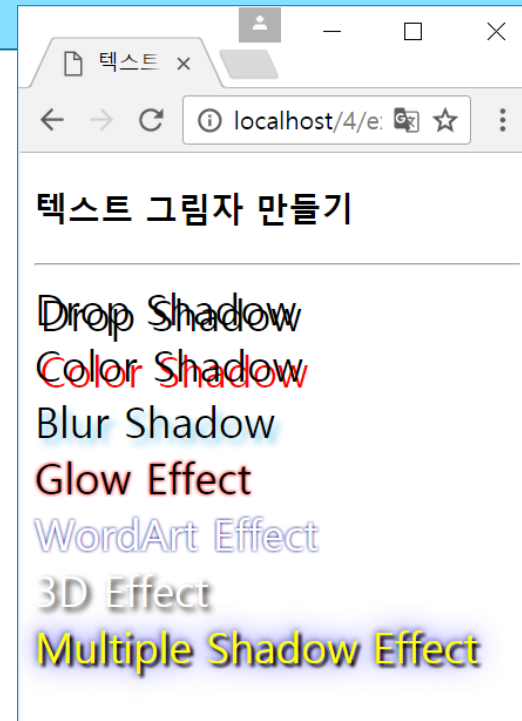 텍스트
localhost/4/e
텍스트 그림자 만들기
Drop Shadow
Color Shadow
Blur Shadow
Glow Effect
WordArt Effect
3D Effect
Multiple Shadow Effect